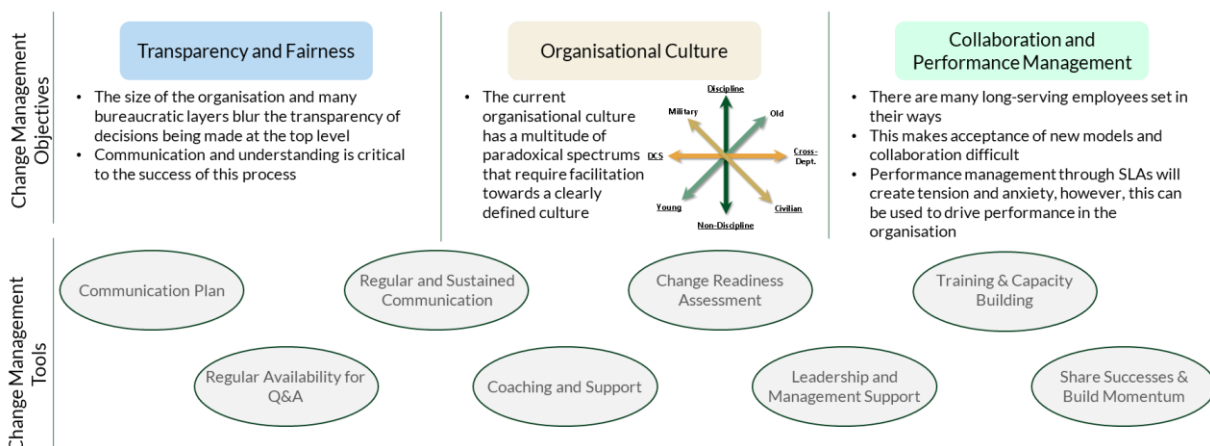 Change Management
Objectives
Transparency and Fairness
• The size of the organisation and many
bureaucratic layers blur the transparency of
decisions being made at the top level
• Communication and understanding is critical
to the success of this process
Organisational Culture
• The current
organisational culture
has a multitude of
paradoxical spectrums
that require facilitation
towards a clearly
defined culture
Discipline
Military
Old
DCS
Cross-
Dept.
Young
Civilian
Non-Discipline
Collaboration and
Performance Management
• There are many long-serving employees set in
their ways
• This makes acceptance of new models and
collaboration difficult
• Performance management through SLAs will
create tension and anxiety, however, this can
be used to drive performance in the
organisation
Change Management
Tools
Communication Plan
Regular and Sustained
Communication
Change Readiness
Assessment
Training & Capacity
Building
Regular Availability for
Q&A
Coaching and Support
Leadership and
Management Support
Share Successes &
Build Momentum